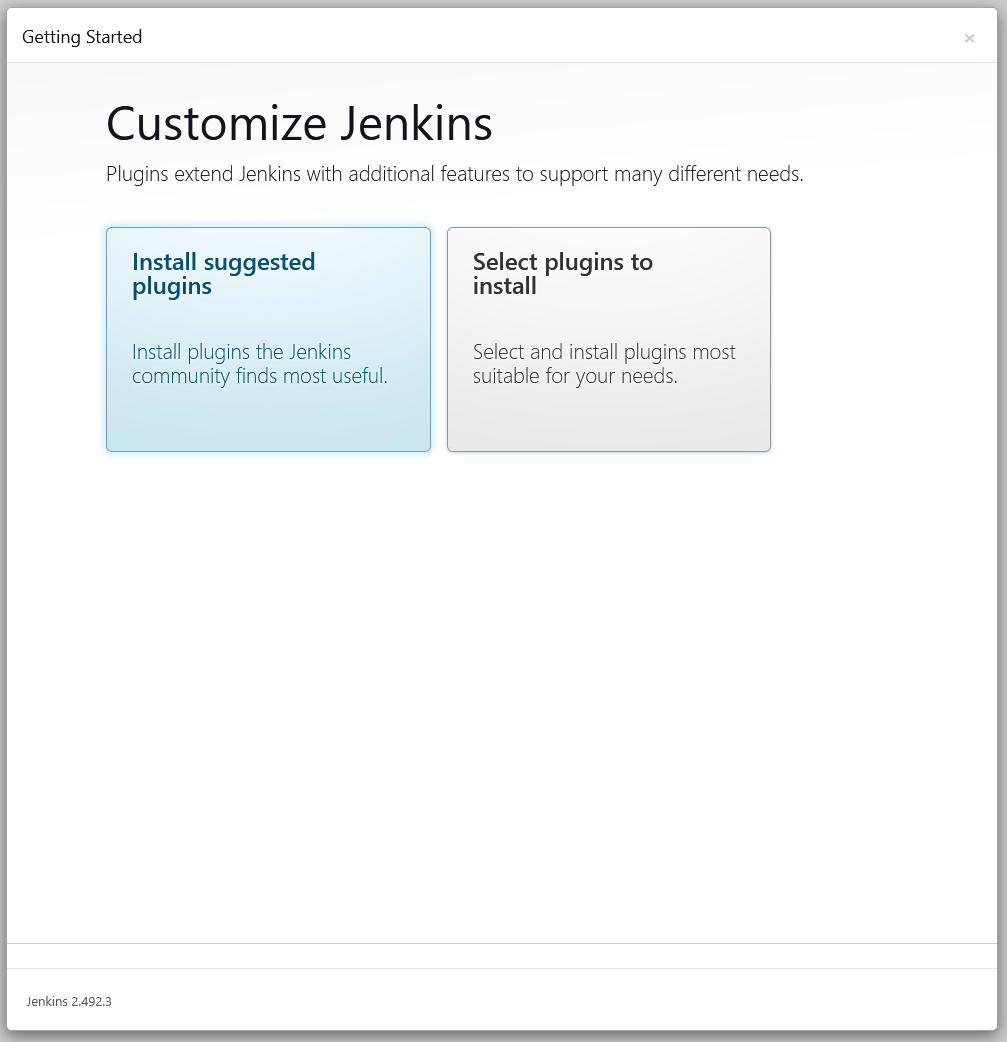 Getting Started
×
Customize Jenkins
Plugins extend Jenkins with additional features to support many different needs.
Install suggested
plugins
Install plugins the Jenkins
community finds most useful.
Select plugins to
install
Select and install plugins most
suitable for your needs.
Jenkins 2.492.3